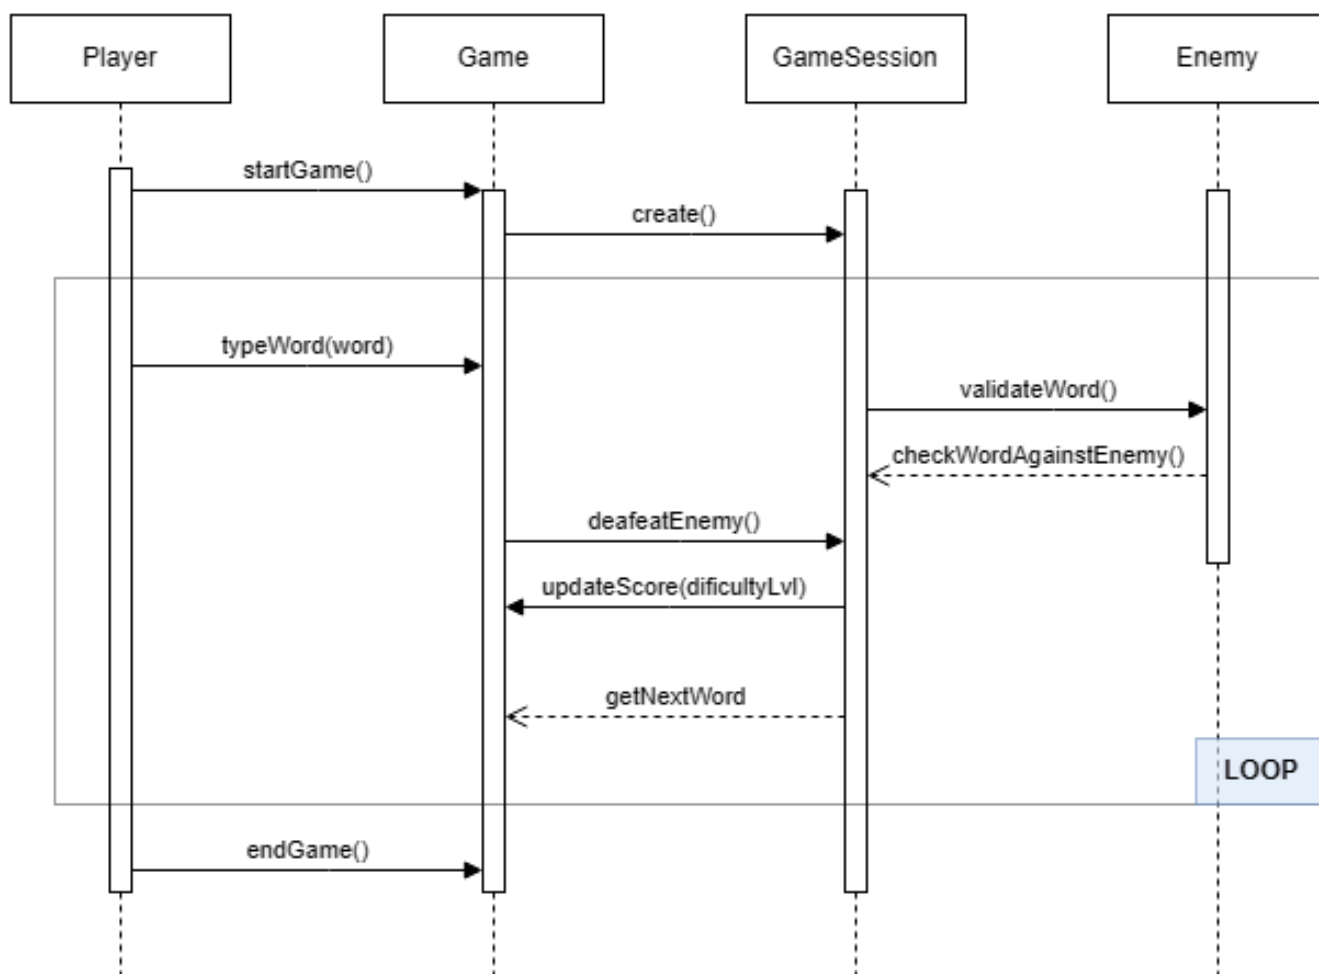 Player
Game
GameSession
Enemy
startGame()
create()
typeWord(word)
validateWord()
checkWordAgainstEnemy()
deafeatEnemy()
updateScore(dificultyLvl)
getNextWord
LOOP
endGame()